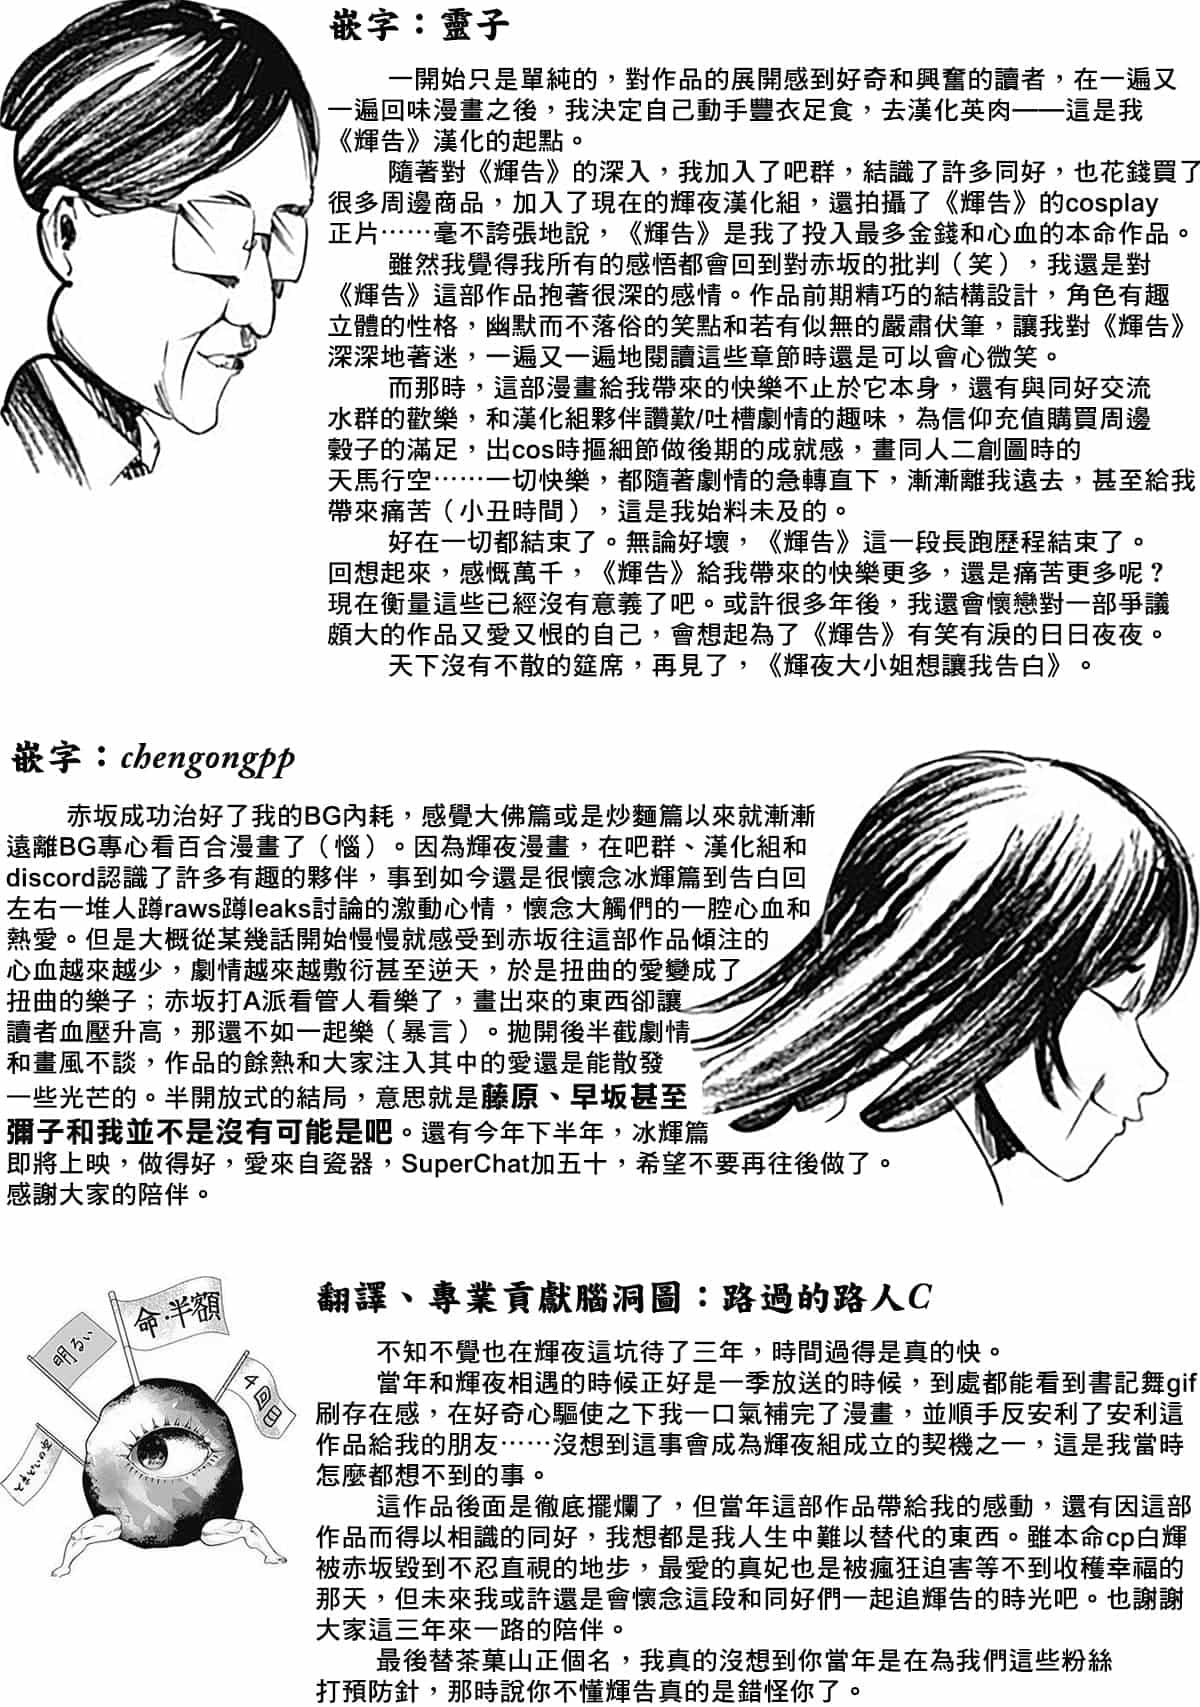 嵌字：靈子
一開始只是單純的，對作品的展開感到好奇和興奮的讀者，在一遍又
一遍回味漫畫之後，我決定自己動手豐衣足食，去漢化英肉——這是我
《輝告》漢化的起點。
隨著對《輝告》的深入，我加入了吧群，結識了許多同好，也花錢買了
很多周邊商品，加入了現在的輝夜漢化組，還拍攝了《輝告》的cosplay
正片……毫不誇張地說，《輝告》是我了投入最多金錢和心血的本命作品。
雖然我覺得我所有的感悟都會回到對赤坂的批判（笑），我還是對
《輝告》這部作品抱著很深的感情。作品前期精巧的結構設計，角色有趣
立體的性格，幽默而不落俗的笑點和若有似無的嚴肅伏筆，讓我對《輝告》
深深地著迷，一遍又一遍地閱讀這些章節時還是可以會心微笑。
而那時，這部漫畫給我帶來的快樂不止於它本身，還有與同好交流
水群的歡樂，和漢化組夥伴讚歎/吐槽劇情的趣味，為信仰充值購買周邊
穀子的滿足，出cos時摳細節做後期的成就感，畫同人二創圖時的
天馬行空……一切快樂，都隨著劇情的急轉直下，漸漸離我遠去，甚至給我
帶來痛苦（小丑時間），這是我始料未及的。
好在一切都結束了。無論好壞，《輝告》這一段長跑歷程結束了。
回想起來，感慨萬千，《輝告》給我帶來的快樂更多，還是痛苦更多呢？
現在衡量這些已經沒有意義了吧。或許很多年後，我還會懷戀對一部爭議
頗大的作品又愛又恨的自己，會想起為了《輝告》有笑有淚的日日夜夜。
天下沒有不散的筵席，再見了，《輝夜大小姐想讓我告白》。
嵌字：chengongpp
赤坂成功治好了我的BG內耗，感覺大佛篇或是炒麵篇以來就漸漸
遠離BG專心看百合漫畫了（惱）。因為輝夜漫畫，在吧群、漢化組和
discord認識了許多有趣的夥伴，事到如今還是很懷念冰輝篇到告白回
左右一堆人蹲raws蹲leaks討論的激動心情，懷念大觸們的一腔心血和
熱愛。但是大概從某幾話開始慢慢就感受到赤坂往這部作品傾注的
心血越來越少，劇情越來越敷衍甚至逆天，於是扭曲的愛變成了
扭曲的樂子；赤坂打A派看管人看樂了，畫出來的東西卻讓
讀者血壓升高，那還不如一起樂（暴言）。拋開後半截劇情
和畫風不談，作品的餘熱和大家注入其中的愛還是能散發
一些光芒的。半開放式的結局，意思就是藤原、早坂甚至
彌子和我並不是沒有可能是吧。還有今年下半年，冰輝篇
即將上映，做得好，愛來自瓷器，SuperChat加五十，希望不要再往後做了。
感謝大家的陪伴。
命·半額
明るい
4回目
とまどいの市
翻譯、專業貢獻腦洞圖：路過的路人C
不知不覺也在輝夜這坑待了三年，時間過得是真的快。
當年和輝夜相遇的時候正好是一季放送的時候，到處都能看到書記舞gif
刷存在感，在好奇心驅使之下我一口氣補完了漫畫，並順手反安利了安利這
作品給我的朋友……沒想到這事會成為輝夜組成立的契機之一，這是我當時
怎麼都想不到的事。
這作品後面是徹底擺爛了，但當年這部作品帶給我的感動，還有因這部
作品而得以相識的同好，我想都是我人生中難以替代的東西。雖本命cp白輝
被赤坂毀到不忍直視的地步，最愛的真妃也是被瘋狂迫害等不到收穫幸福的
那天，但未來我或許還是會懷念這段和同好們一起追輝告的時光吧。也謝謝
大家這三年來一路的陪伴。
最後替茶菓山正個名，我真的沒想到你當年是在為我們這些粉絲
打預防針，那時說你不懂輝告真的是錯怪你了。